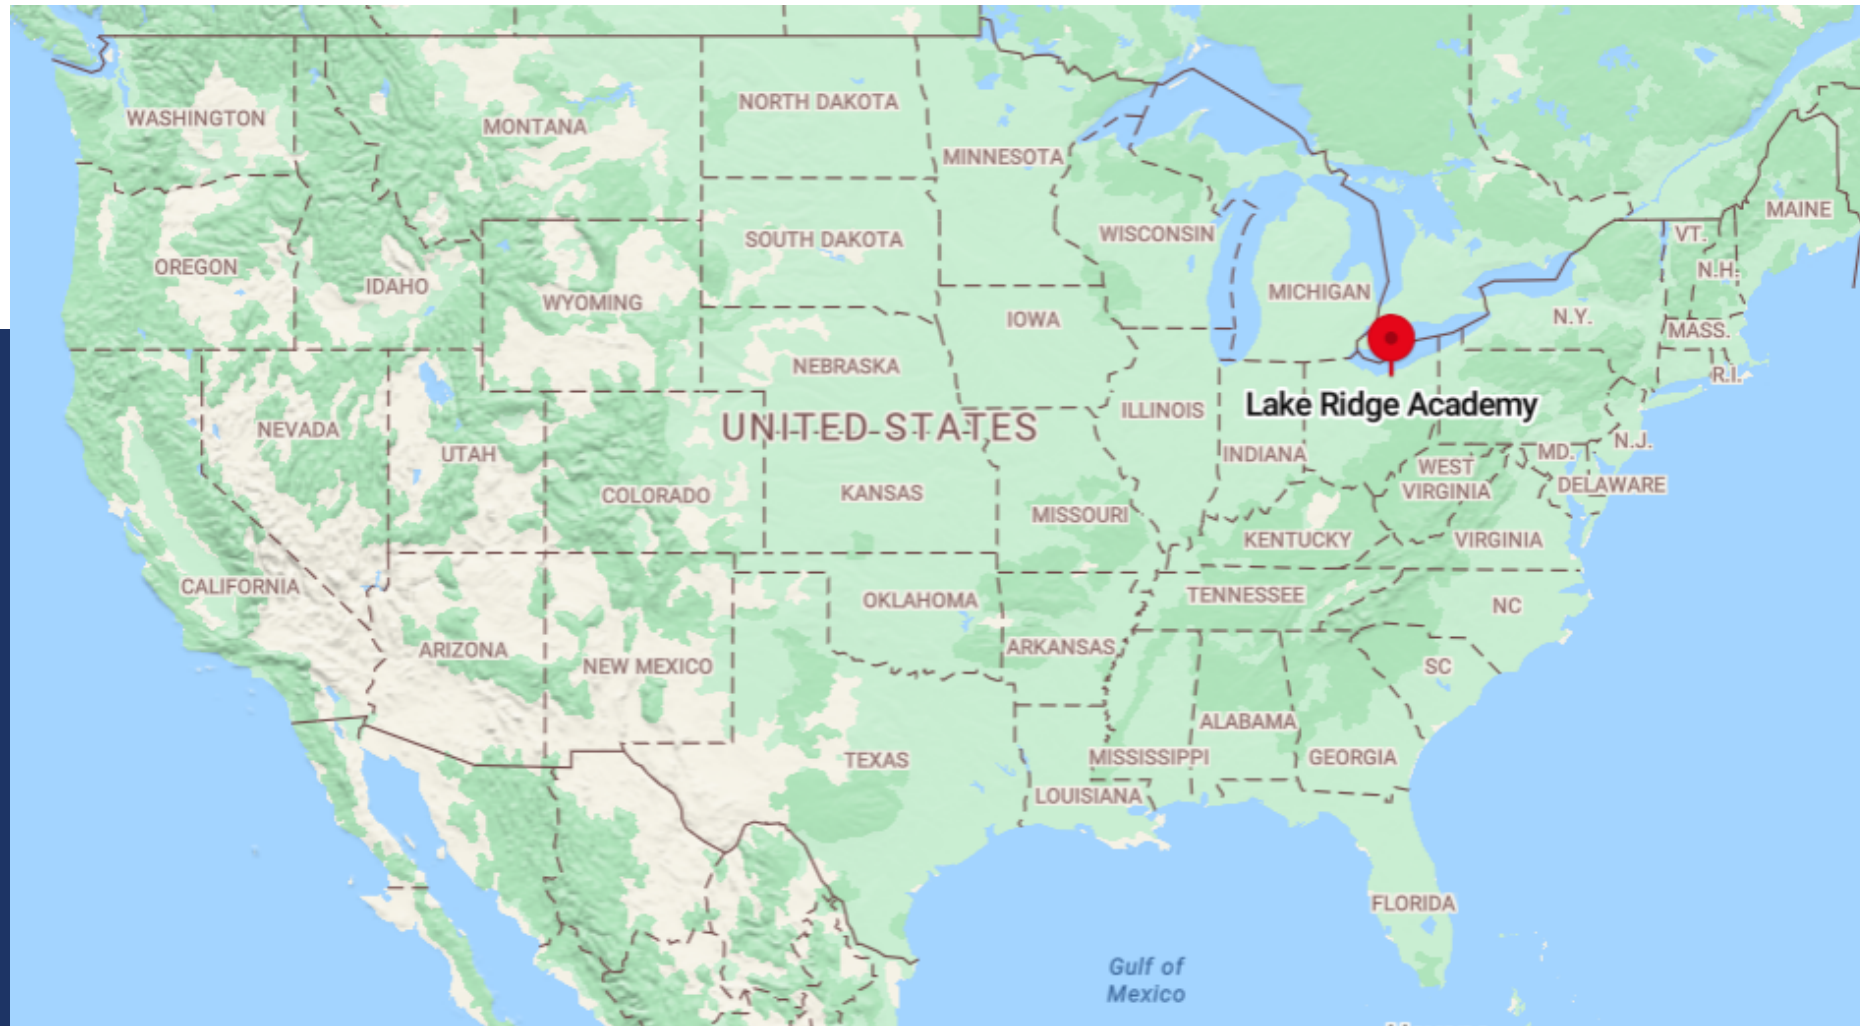 WASHINGTON
MONTANA
NORTH DAKOTA
MINNESOTA
MAINE
VT.
N.H.
OREGON
IDAHO
WYOMING
SOUTH DAKOTA
WISCONSIN
MICHIGAN
IOWA
N.Y.
MASS.
R.I.
NEBRASKA
NEVADA
UTAH
UNITED STATES
ILLINOIS
Lake Ridge Academy
INDIANA
COLORADO
KANSAS
MISSOURI
WEST
VIRGINIA
MD.
N.J.
DELAWARE
KENTUCKY
VIRGINIA
CALIFORNIA
ARIZONA
NEW MEXICO
OKLAHOMA
ARKANSAS
TENNESSEE
NC
SC
TEXAS
MISSISSIPPI
ALABAMA
GEORGIA
LOUISIANA
FLORIDA
Gulf of
Mexico